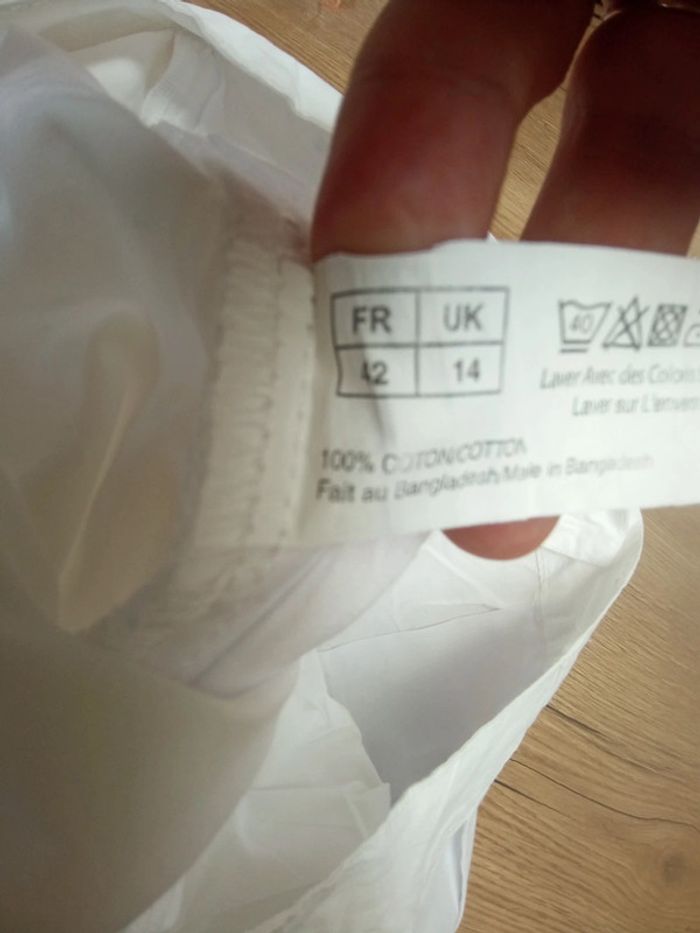 FR UK
42 14
40
Laver Avec des Coloris
Laver sur L'envers
100% COTON/COTTON
Fait au Bangladesh/Made in Bangladesh